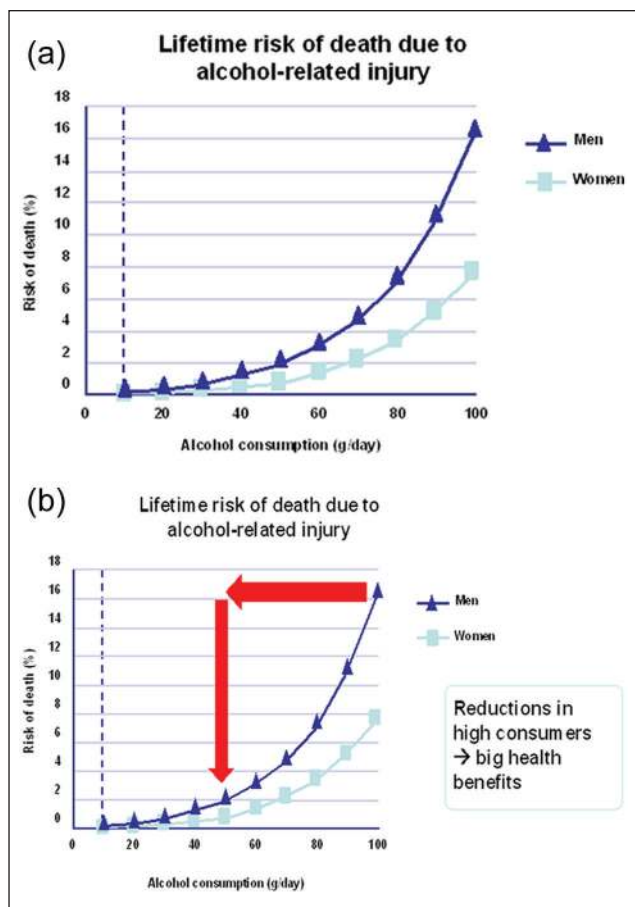 (a)
Lifetime risk of death due to
alcohol-related injury
18
16
14
12
10
8
6
4
2
0
Risk of death (%)
0 20 40 60 80 100
Alcohol consumption (g/day)
Men
Women
(b)
Lifetime risk of death due to
alcohol-related injury
18
16
14
12
10
8
6
4
2
0
Risk of death (%)
0 20 40 60 80 100
Alcohol consumption (g/day)
Men
Women
Reductions in
high consumers
→ big health
benefits